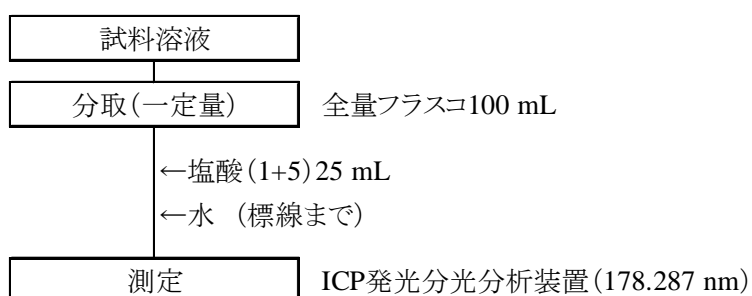 試料溶液
分取（一定量） 全量フラスコ100 mL
←塩酸（1+5）25 mL
←水 （標線まで）
測定 ICP発光分光分析装置（178.287 nm）